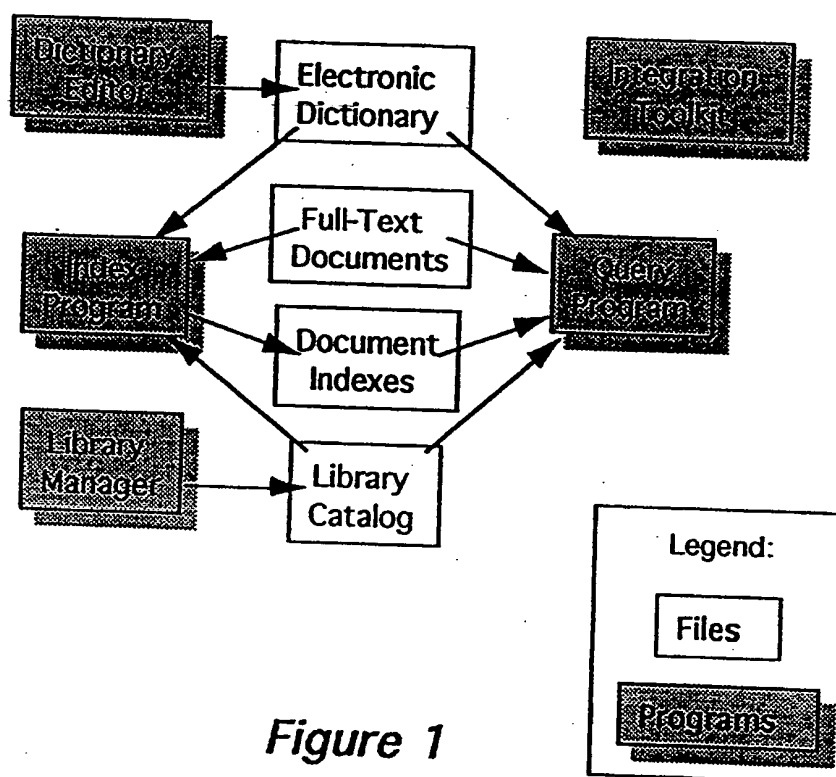 Dictionary
Editor
Electronic
Dictionary
Integration
Toolkit
Full-Text
Documents
Index
Program
Query
Program
Document
Indexes
Library
Manager
Library
Catalog
Legend:
Files
Programs
Figure 1